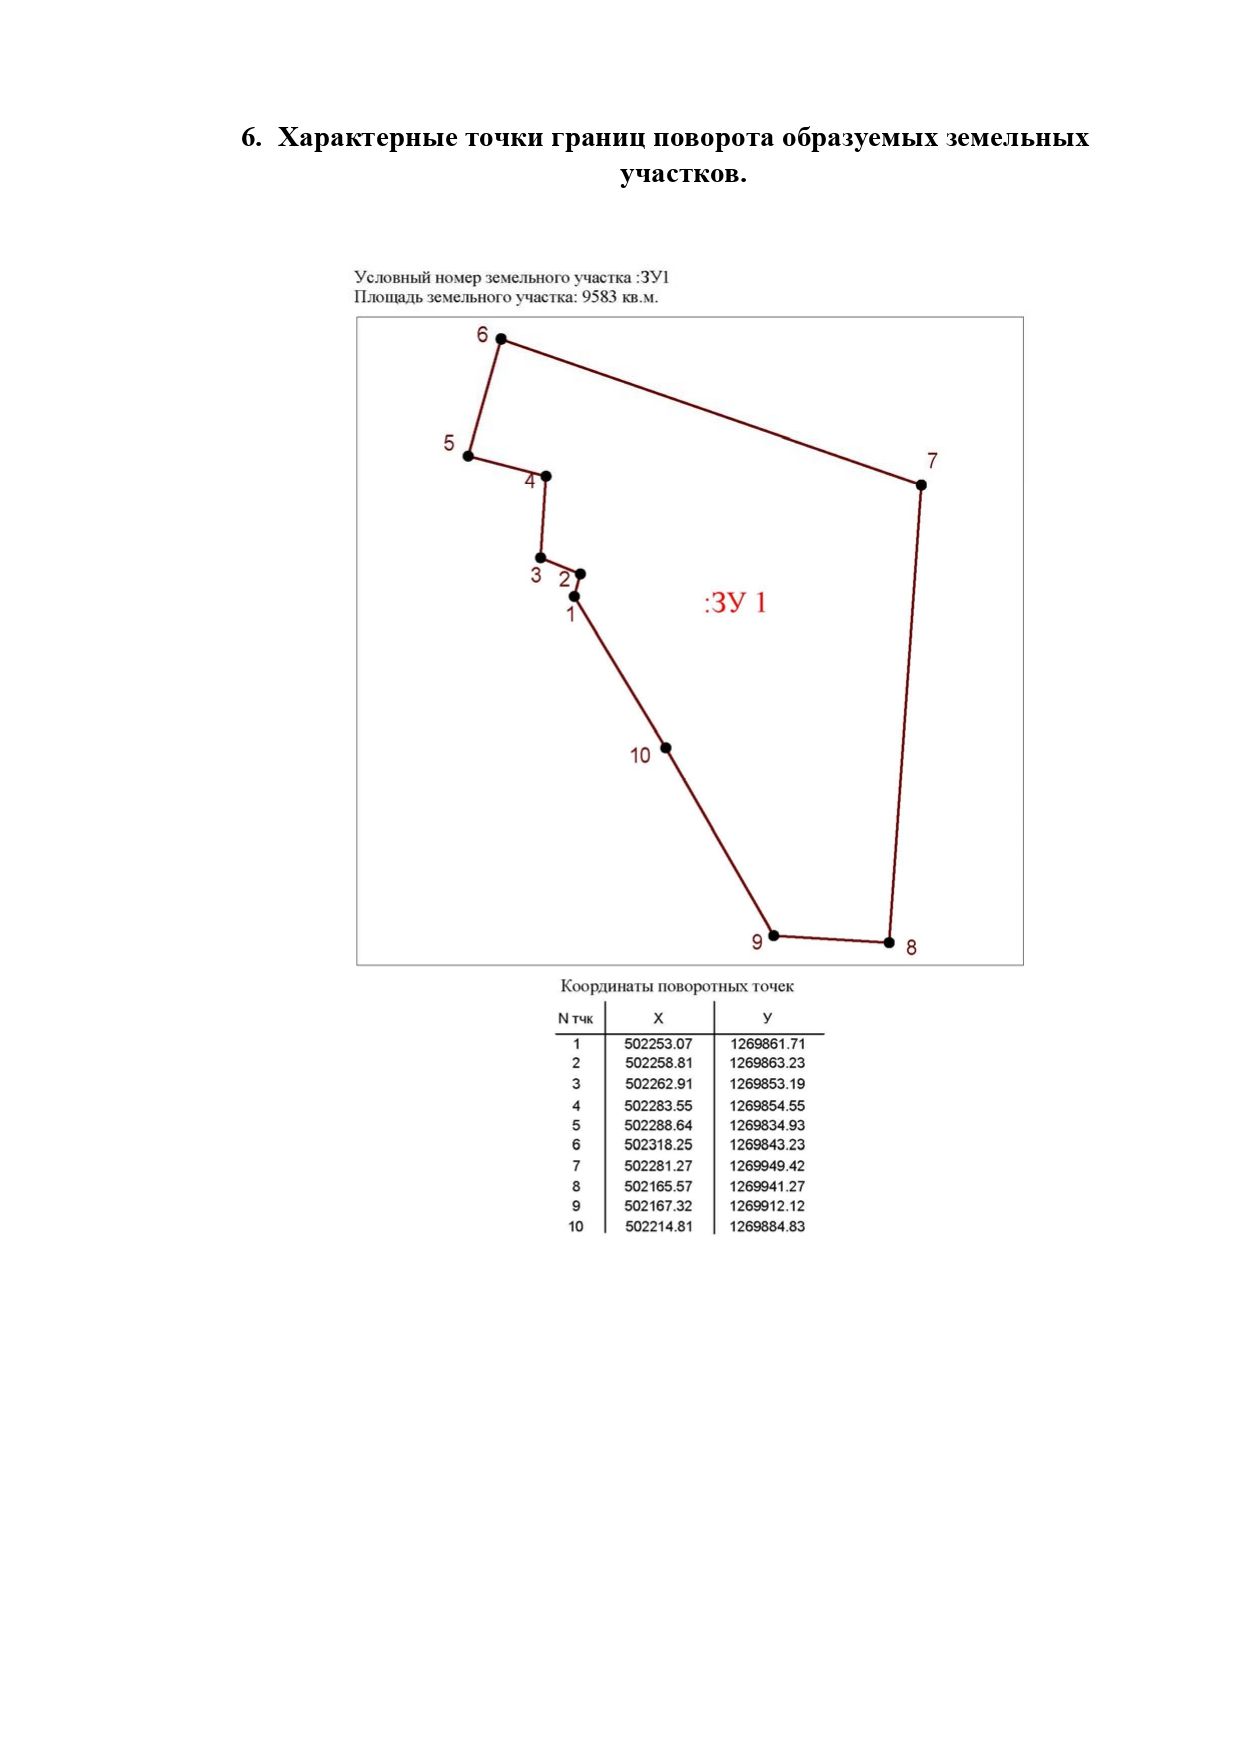 6. Характерные точки границ поворота образуемых земельных
участков.
Условный номер земельного участка :ЗУ1
Площадь земельного участка: 9583 кв.м.
6
7
5
4
3
2
1
:ЗУ 1
10
9
8
Координаты поворотных точек
N тчк X У
1 502253.07 1269861.71
2 502258.81 1269863.23
3 502262.91 1269853.19
4 502283.55 1269854.55
5 502288.64 1269834.93
6 502318.25 1269843.23
7 502281.27 1269949.42
8 502165.57 1269941.27
9 502167.32 1269912.12
10 502214.81 1269884.83